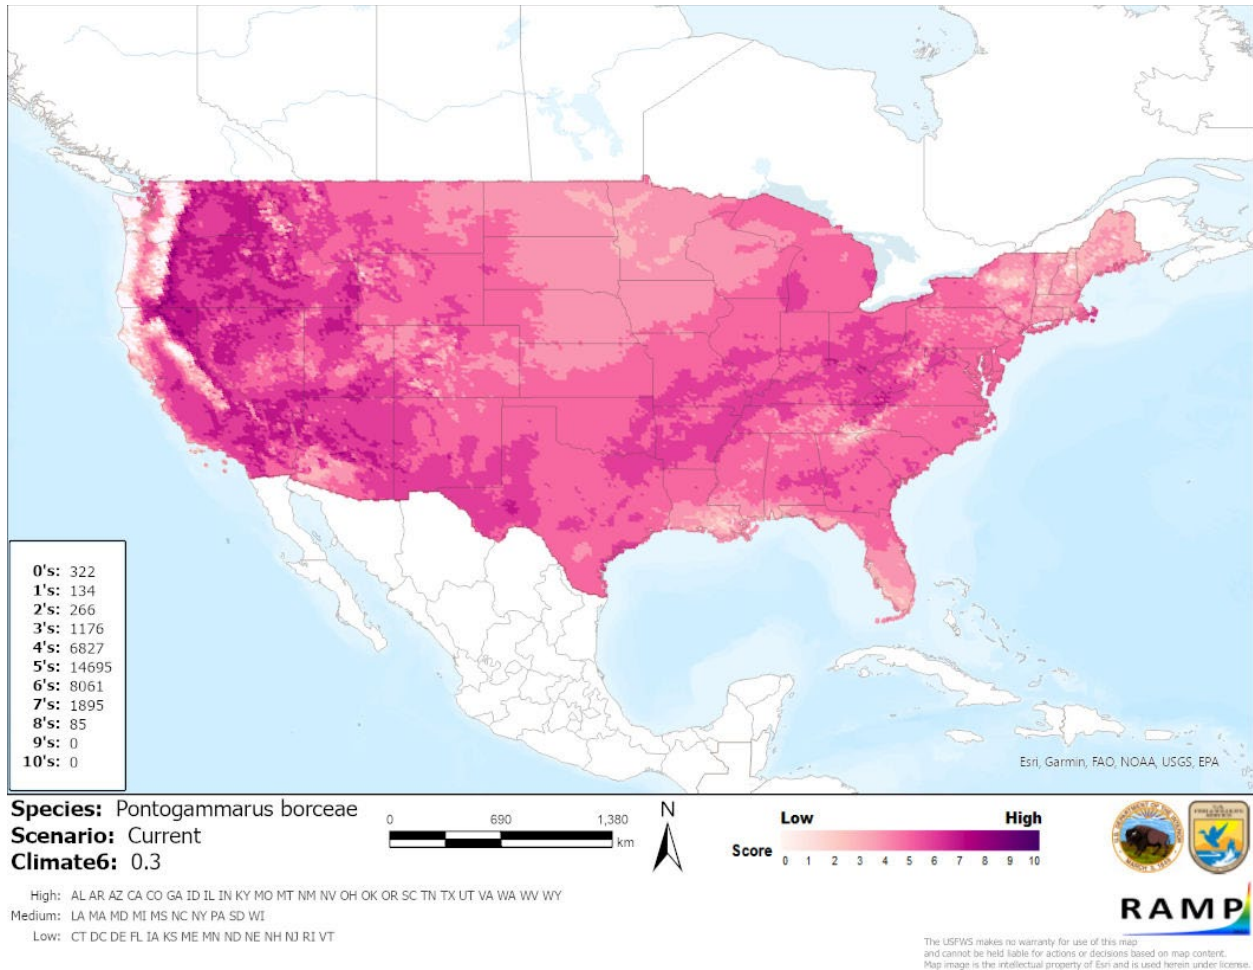 0's: 322
1's: 134
2's: 266
3's: 1176
4's: 6827
5's: 14695
6's: 8061
7's: 1895
8's: 85
9's: 0
10's: 0
Esri, Garmin, FAO, NOAA, USGS, EPA
Species: Pontogammarus borceae
Scenario: Current
Climate6: 0.3
0 690 1,380
km
N
Low High
Score 0 1 2 3 4 5 6 7 8 9 10
High: AL AR AZ CA CO GA ID IL IN KY MO MT NM NV OH OK OR SC TN TX UT VA WA WV WY
Medium: LA MA MD MI MS NC NY PA SD WI
Low: CT DC DE FL IA KS ME MN ND NE NH NJ RI VT
RAMP
The USFWS makes no warranty for use of this map
and cannot be held liable for actions or decisions based on map content.
Map image is the intellectual property of Esri and is used herein under license.